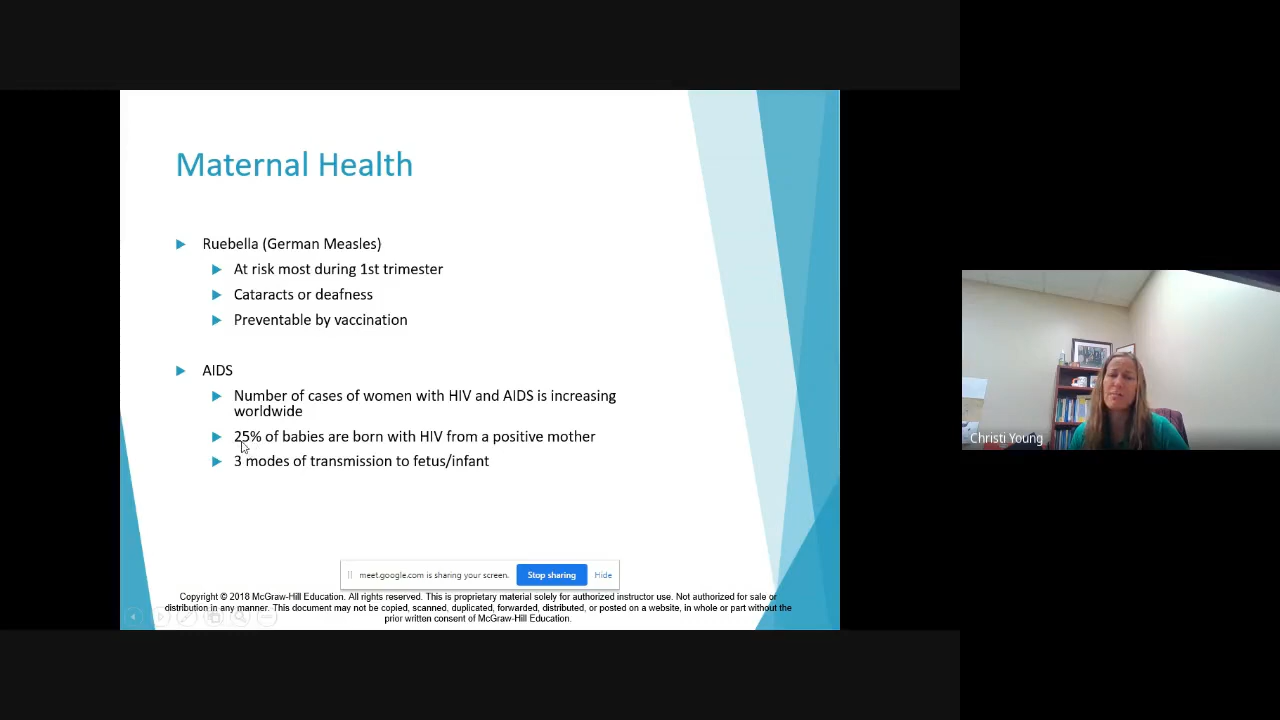 Maternal Health
Ruebella (German Measles)
At risk most during 1st trimester
Cataracts or deafness
Preventable by vaccination
AIDS
Number of cases of women with HIV and AIDS is increasing
worldwide
25% of babies are born with HIV from a positive mother
3 modes of transmission to fetus/infant
meet.google.com is sharing your screen.
Stop sharing
Hide
Copyright © 2018 McGraw-Hill Education. All rights reserved. This is proprietary material solely for authorized instructor use. Not authorized for sale or
distribution in any manner. This document may not be copied, scanned, duplicated, forwarded, distributed, or posted on a website, in whole or part without the
prior written consent of McGraw-Hill Education.
Christi Young